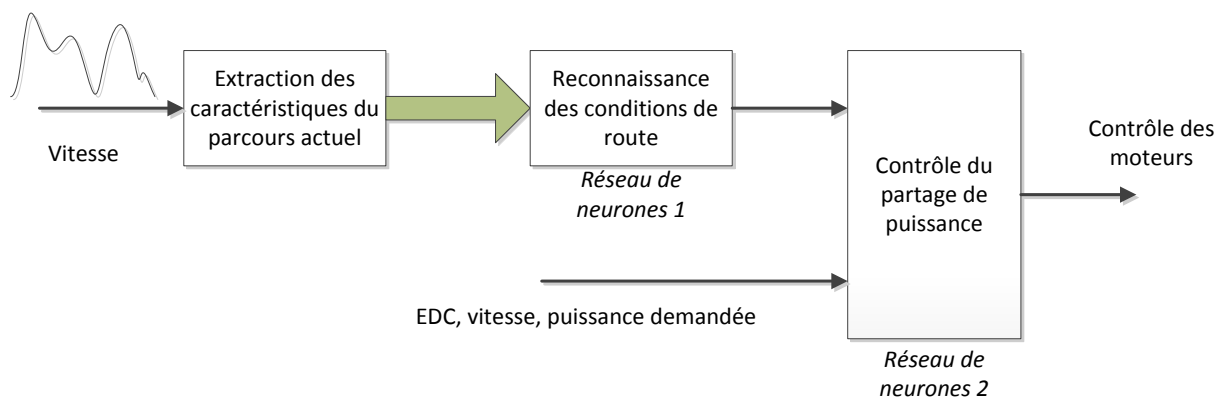 Vitesse
Extraction des
caractéristiques du
parcours actuel
Reconnaissance
des conditions de
route
Réseau de
neurones 1
EDC, vitesse, puissance demandée
Contrôle du
partage de
puissance
Réseau de
neurones 2
Contrôle des
moteurs